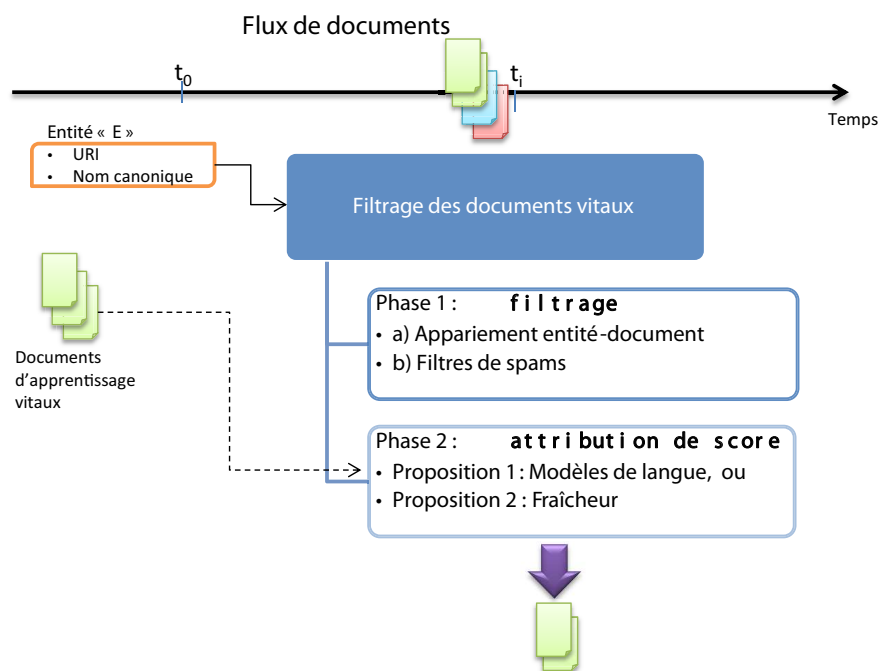 Flux de documents
t0
ti
Temps
Entité « E »
• URI
• Nom canonique
Filtrage des documents vitaux
Documents
d'apprentissage
vitaux
Phase 1 : filtrage
• a) Appariement entité-document
• b) Filtres de spams
Phase 2 : attribution de score
• Proposition 1 : Modèles de langue, ou
• Proposition 2 : Fraîcheur